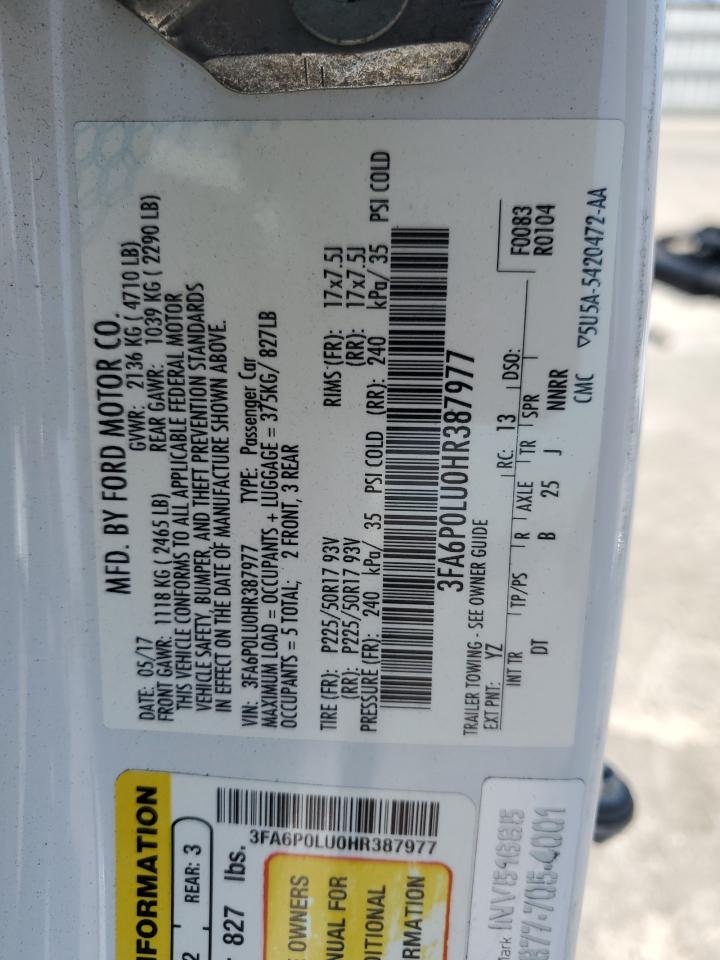 MFD. BY FORD MOTOR CO.
DATE: 05/17 GVWR: 2136 KG ( 4710 LB)
FRONT GAWR: 1118 KG ( 2465 LB) REAR GAWR: 1039 KG ( 2290 LB)
THIS VEHICLE CONFORMS TO ALL APPLICABLE FEDERAL MOTOR
VEHICLE SAFETY, BUMPER, AND THEFT PREVENTION STANDARDS
IN EFFECT ON THE DATE OF MANUFACTURE SHOWN ABOVE.
VIN: 3FA6P0LU0HR387977 TYPE: Passenger Car
MAXIMUM LOAD = OCCUPANTS + LUGGAGE = 375KG/ 827LB
OCCUPANTS = 5 TOTAL; 2 FRONT, 3 REAR
TIRE (FR): P225/50R17 93V RIMS (FR): 17x7.5J
(RR): P225/50R17 93V (RR): 17x7.5J
PRESSURE (FR): 240 kPa/ 35 PSI COLD (RR): 240 kPa/ 35 PSI COLD
3FA6P0LU0HR387977
F0083
R0104
TRAILER TOWING - SEE OWNER GUIDE
EXT PNT: YZ RC: 13 DSO:
INT TR TP/PS R AXLE TR SPR
DT B 25 J NNRR
CMC 5U5A-5420472-AA
NFORMATION
REAR: 3
827 lbs.
3FA6P0LU0HR387977
OWNERS
NUAL FOR
DITIONAL
RMATION